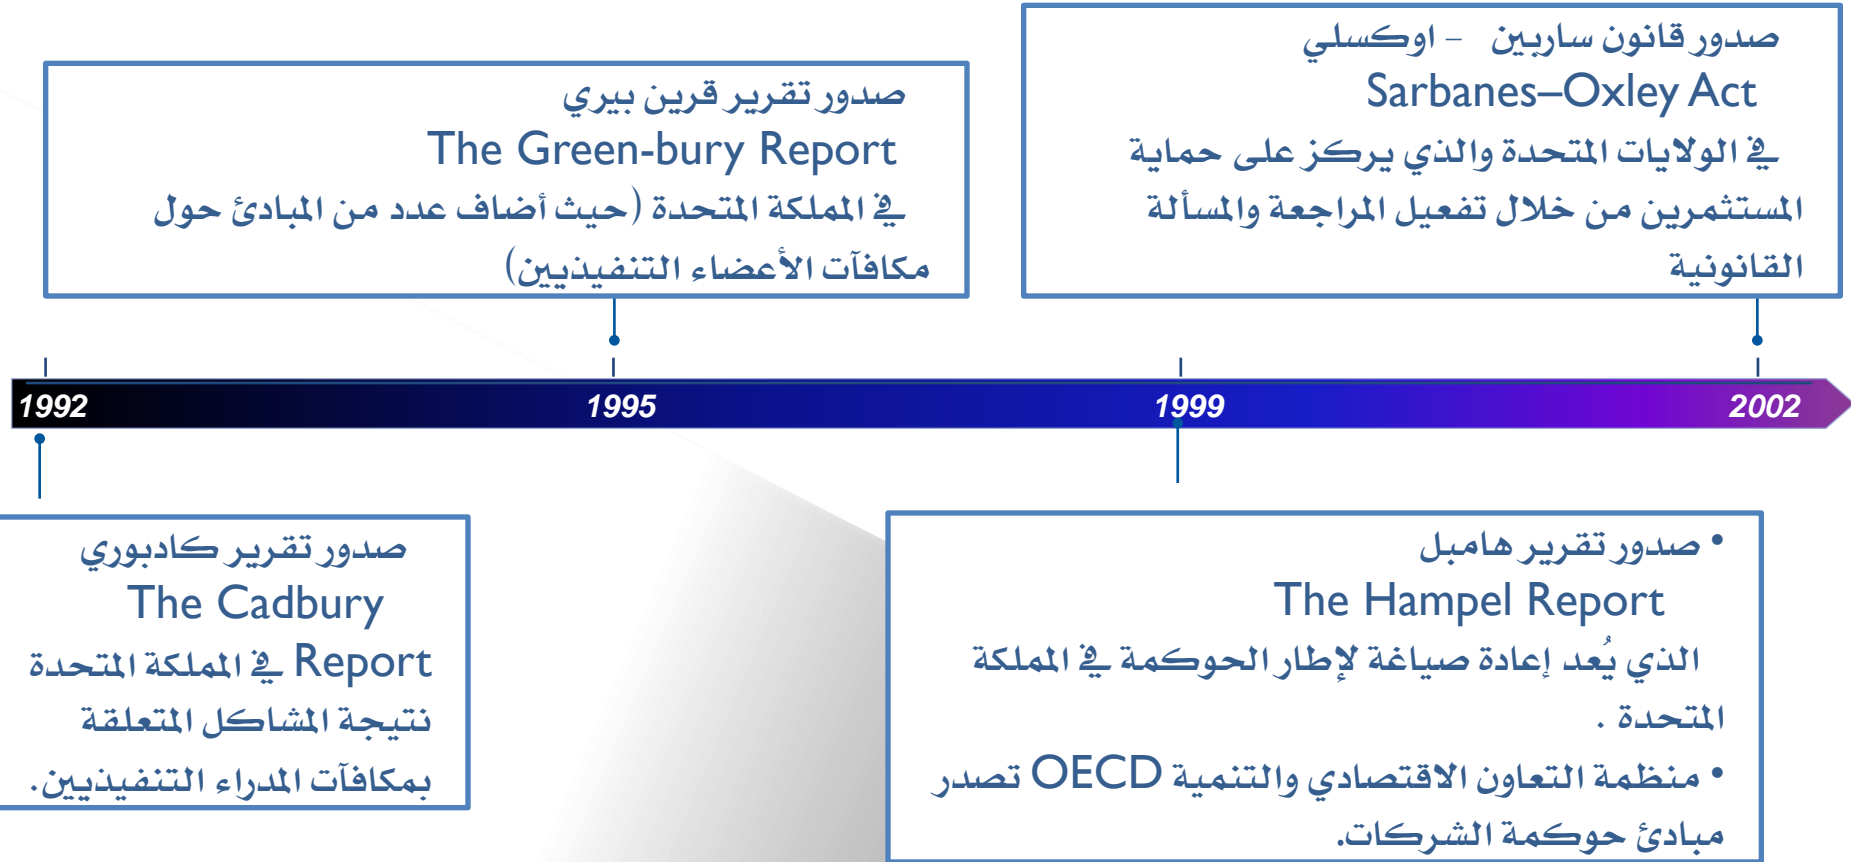 صدور تقرير قرين بيري
The Green-bury Report
في المملكة المتحدة (حيث أضاف عدد من المبادئ حول
مكافآت الأعضاء التنفيذيين)
صدور قانون ساربين - اوكسلي
Sarbanes–Oxley Act
في الولايات المتحدة والذي يركز على حماية
المستثمرين من خلال تفعيل المراجعة والمسألة
القانونية
1992
1995
1999
2002
صدور تقرير كادبوري
The Cadbury
Report في المملكة المتحدة
نتيجة المشاكل المتعلقة
بمكافآت المدراء التنفيذيين.
• صدور تقرير هامبل
The Hampel Report
الذي يُعد إعادة صياغة لإطار الحوكمة في المملكة
المتحدة .
• منظمة التعاون الاقتصادي والتنمية OECD تصدر
مبادئ حوكمة الشركات.